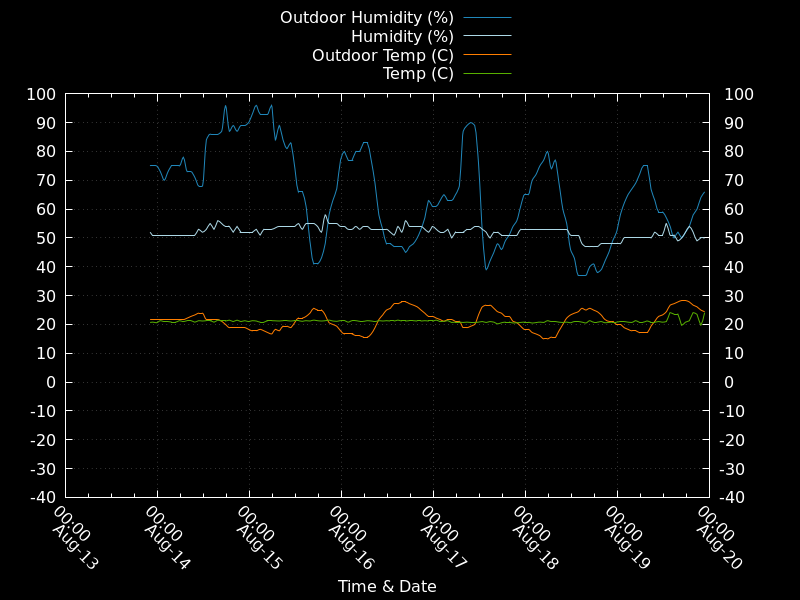 Outdoor Humidity (%)
Humidity (%)
Outdoor Temp (C)
Temp (C)
100 100
90 90
80 80
70 70
60 60
50 50
40 40
30 30
20 20
10 10
0 0
-10 -10
-20 -20
-30 -30
-40 -40
00:00 Aug-13
00:00 Aug-14
00:00 Aug-15
00:00 Aug-16
00:00 Aug-17
00:00 Aug-18
00:00 Aug-19
00:00 Aug-20
Time & Date